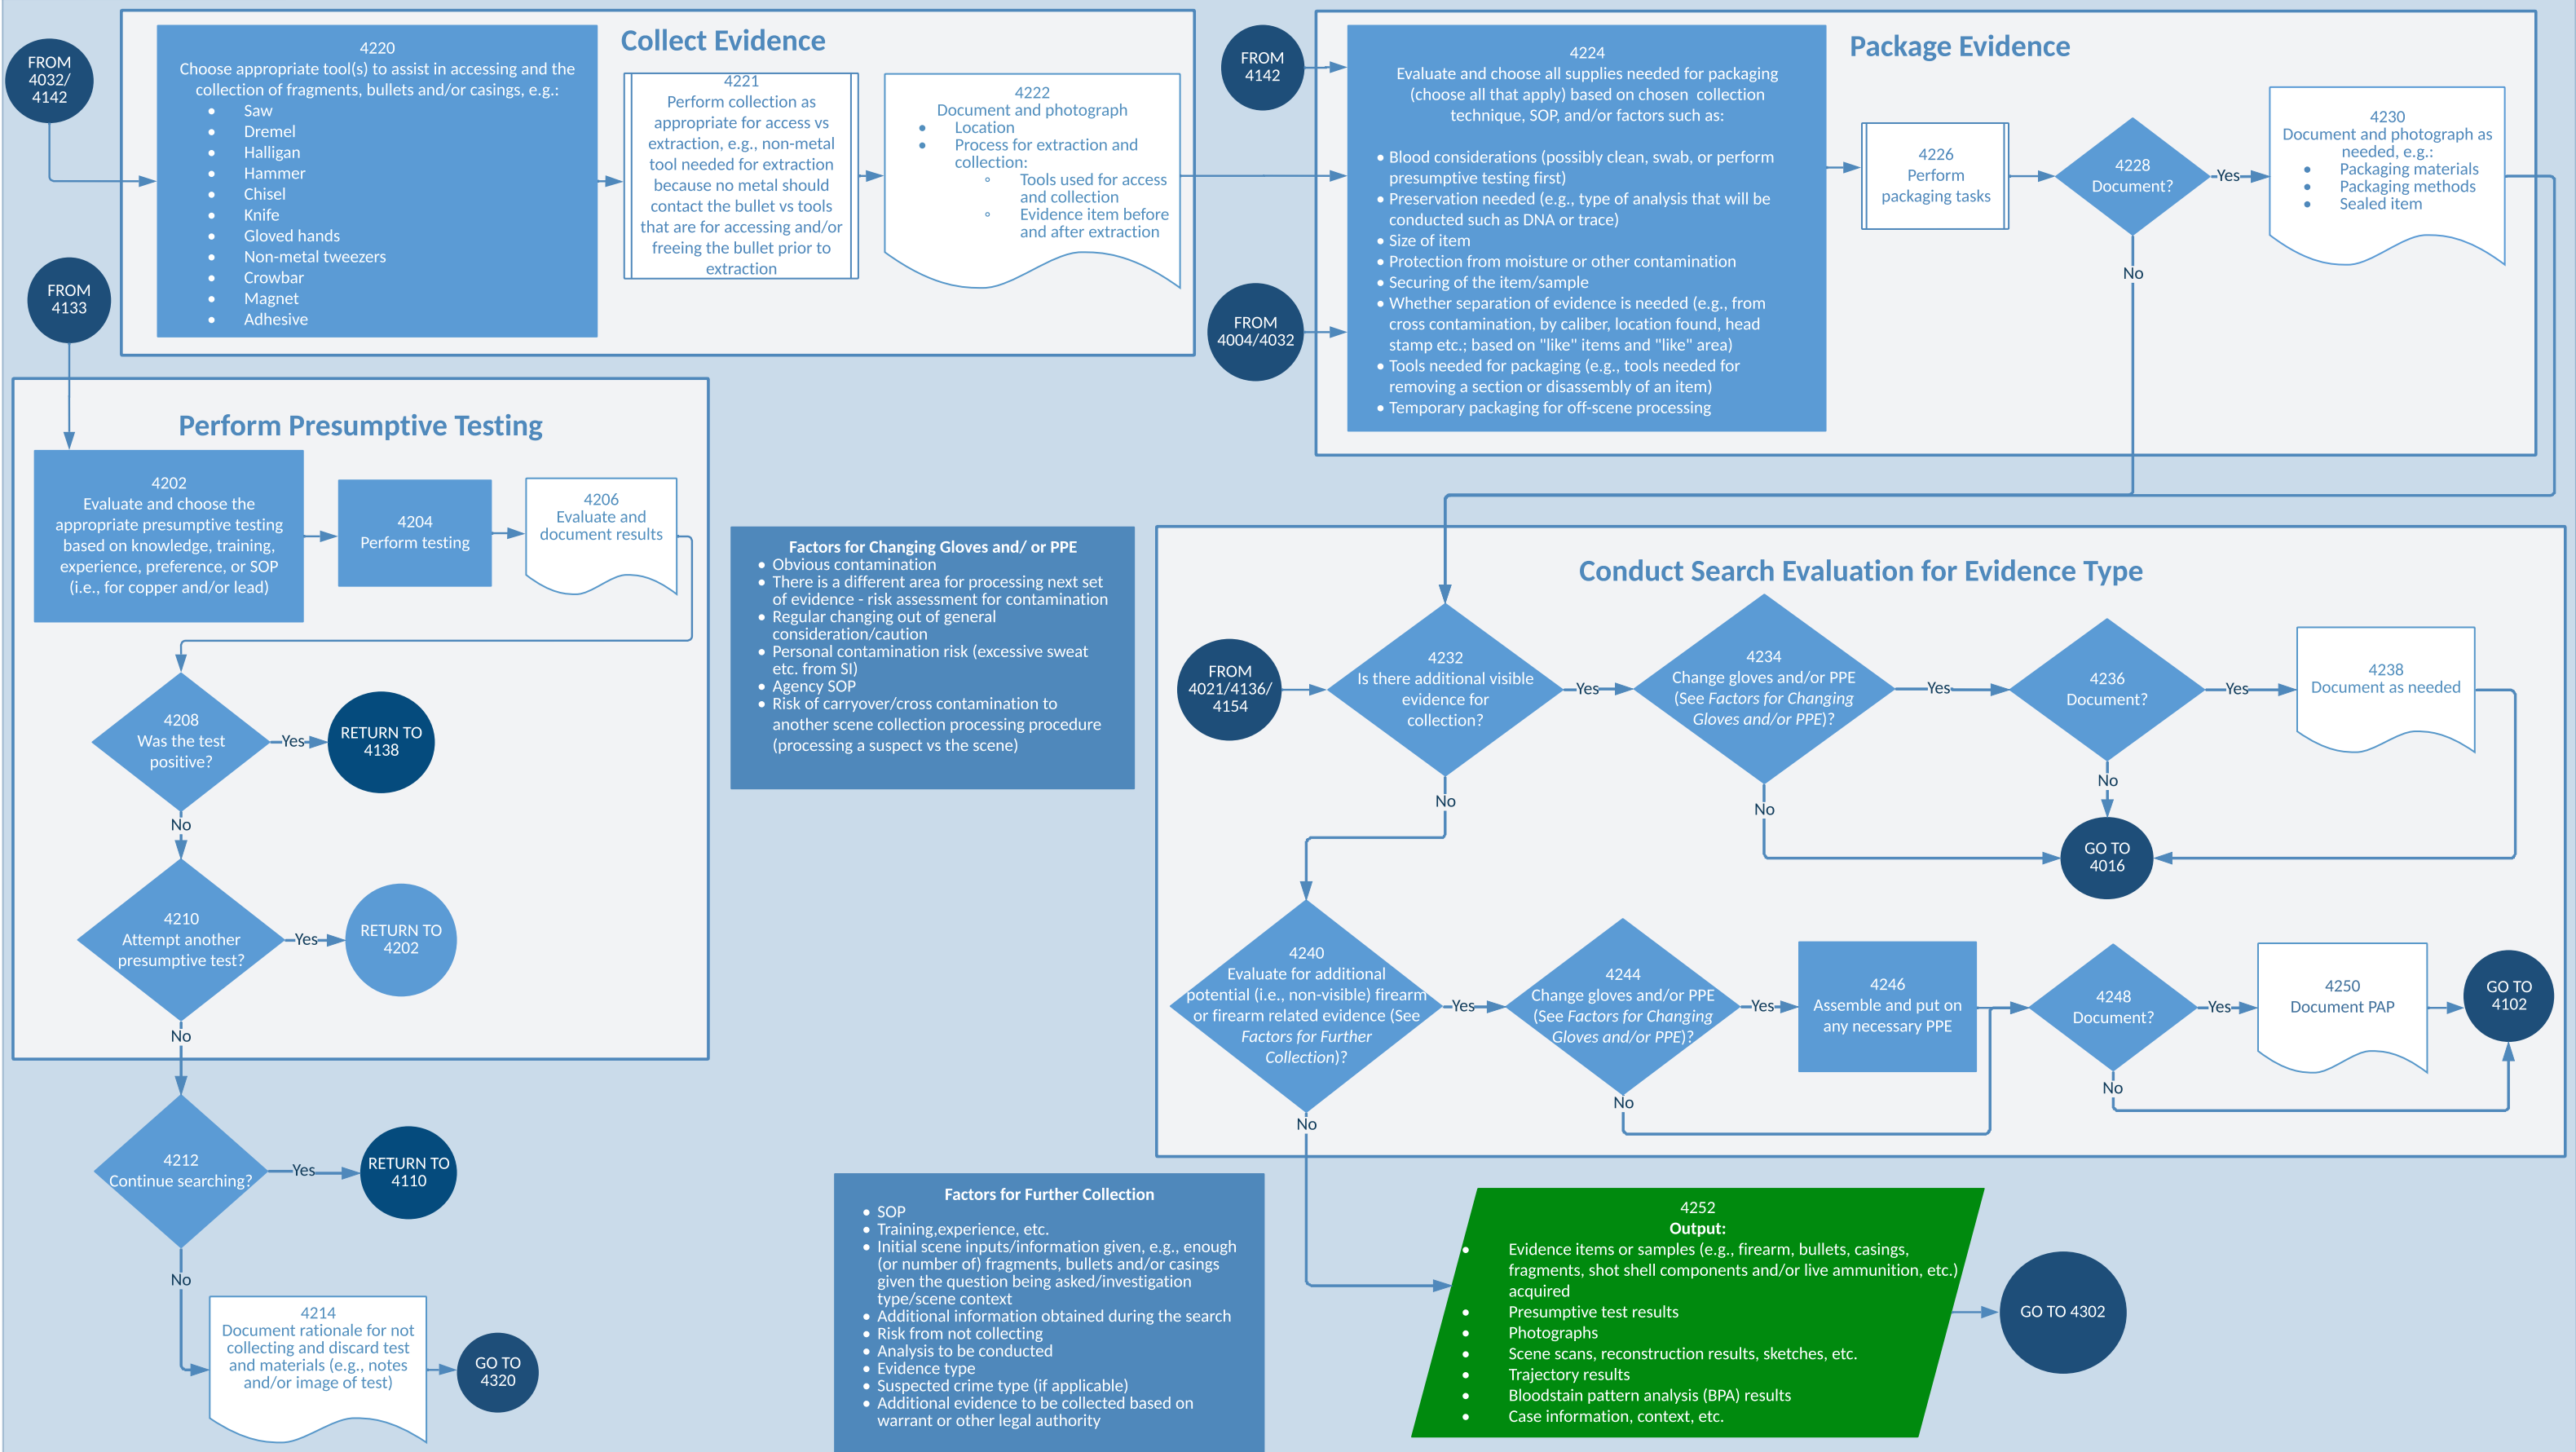 FROM
4032/
4142
Collect Evidence
4220
Choose appropriate tool(s) to assist in accessing and the
collection of fragments, bullets and/or casings, e.g.:
• Saw
• Dremel
• Halligan
• Hammer
• Chisel
• Knife
• Gloved hands
• Non-metal tweezers
• Crowbar
• Magnet
• Adhesive
4221
Perform collection as
appropriate for access vs
extraction, e.g., non-metal
tool needed for extraction
because no metal should
contact the bullet vs tools
that are for accessing and/or
freeing the bullet prior to
extraction
4222
Document and photograph
• Location
• Process for extraction and
collection:
◦ Tools used for access
and collection
◦ Evidence item before
and after extraction
FROM
4142
FROM
4004/4032
Package Evidence
4224
Evaluate and choose all supplies needed for packaging
(choose all that apply) based on chosen collection
technique, SOP, and/or factors such as:
• Blood considerations (possibly clean, swab, or perform
presumptive testing first)
• Preservation needed (e.g., type of analysis that will be
conducted such as DNA or trace)
• Size of item
• Protection from moisture or other contamination
• Securing of the item/sample
• Whether separation of evidence is needed (e.g., from
cross contamination, by caliber, location found, head
stamp etc.; based on "like" items and "like" area)
• Tools needed for packaging (e.g., tools needed for
removing a section or disassembly of an item)
• Temporary packaging for off-scene processing
4226
Perform
packaging tasks
4228
Document?
Yes
No
4230
Document and photograph as
needed, e.g.:
• Packaging materials
• Packaging methods
• Sealed item
FROM
4133
Perform Presumptive Testing
4202
Evaluate and choose the
appropriate presumptive testing
based on knowledge, training,
experience, preference, or SOP
(i.e., for copper and/or lead)
4204
Perform testing
4206
Evaluate and
document results
4208
Was the test
positive?
Yes
RETURN TO
4138
No
4210
Attempt another
presumptive test?
Yes
RETURN TO
4202
No
4212
Continue searching?
Yes
RETURN TO
4110
No
4214
Document rationale for not
collecting and discard test
and materials (e.g., notes
and/or image of test)
GO TO
4320
Factors for Changing Gloves and/ or PPE
• Obvious contamination
• There is a different area for processing next set
of evidence - risk assessment for contamination
• Regular changing out of general
consideration/caution
• Personal contamination risk (excessive sweat
etc. from SI)
• Agency SOP
• Risk of carryover/cross contamination to
another scene collection processing procedure
(processing a suspect vs the scene)
Conduct Search Evaluation for Evidence Type
FROM
4021/4136/
4154
4232
Is there additional visible
evidence for
collection?
Yes
No
4234
Change gloves and/or PPE
(See Factors for Changing
Gloves and/or PPE)?
Yes
No
4236
Document?
Yes
No
4238
Document as needed
GO TO
4016
4240
Evaluate for additional
potential (i.e., non-visible) firearm
or firearm related evidence (See
Factors for Further
Collection)?
Yes
No
4244
Change gloves and/or PPE
(See Factors for Changing
Gloves and/or PPE)?
Yes
No
4246
Assemble and put on
any necessary PPE
4248
Document?
Yes
No
4250
Document PAP
GO TO
4102
Factors for Further Collection
• SOP
• Training,experience, etc.
• Initial scene inputs/information given, e.g., enough
(or number of) fragments, bullets and/or casings
given the question being asked/investigation
type/scene context
• Additional information obtained during the search
• Risk from not collecting
• Analysis to be conducted
• Evidence type
• Suspected crime type (if applicable)
• Additional evidence to be collected based on
warrant or other legal authority
4252
Output:
• Evidence items or samples (e.g., firearm, bullets, casings,
fragments, shot shell components and/or live ammunition, etc.)
acquired
• Presumptive test results
• Photographs
• Scene scans, reconstruction results, sketches, etc.
• Trajectory results
• Bloodstain pattern analysis (BPA) results
• Case information, context, etc.
GO TO 4302